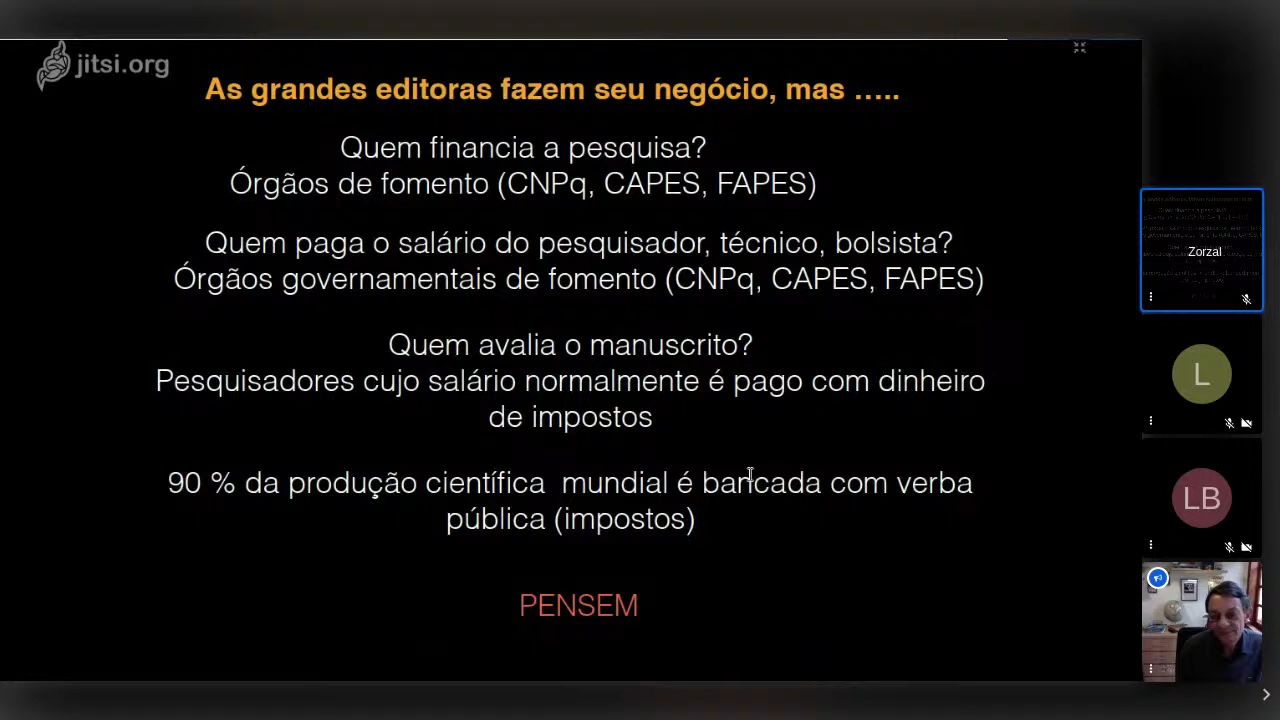 jitsi.org
As grandes editoras fazem seu negócio, mas .....
Quem financia a pesquisa?
Órgãos de fomento (CNPq, CAPES, FAPES)
Quem paga o salário do pesquisador, técnico, bolsista?
Órgãos governamentais de fomento (CNPq, CAPES, FAPES)
Quem avalia o manuscrito?
Pesquisadores cujo salário normalmente é pago com dinheiro
de impostos
90 % da produção científica mundial é bancada com verba
pública (impostos)
PENSEM
Zorzal
L
LB